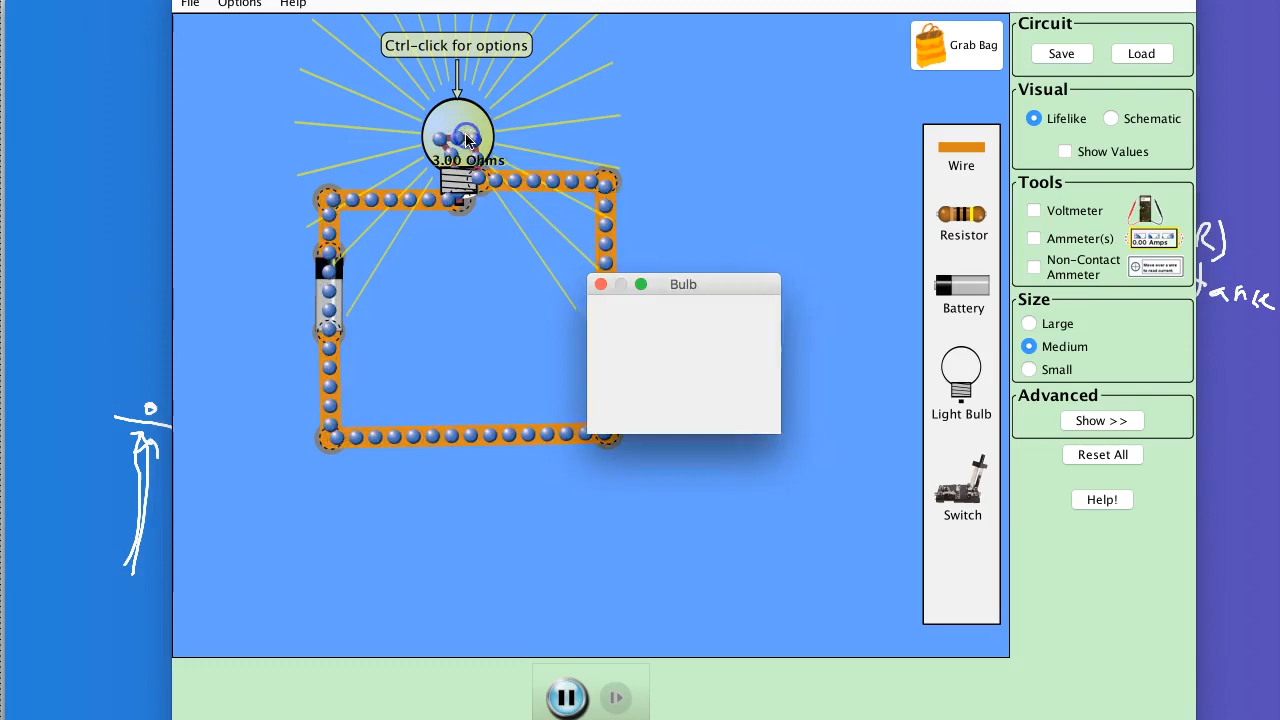 File Options Help
Ctrl-click for options
3.00 Ohms
Bulb
Grab Bag
Wire
Resistor
Battery
Light Bulb
Switch
Circuit
Save Load
Visual
Lifelike Schematic
Show Values
Tools
Voltmeter
Ammeter(s)
0.00 Amps
Non-Contact
Ammeter
Size
Large
Medium
Small
Advanced
Show >>
Reset All
Help!
R)
tance